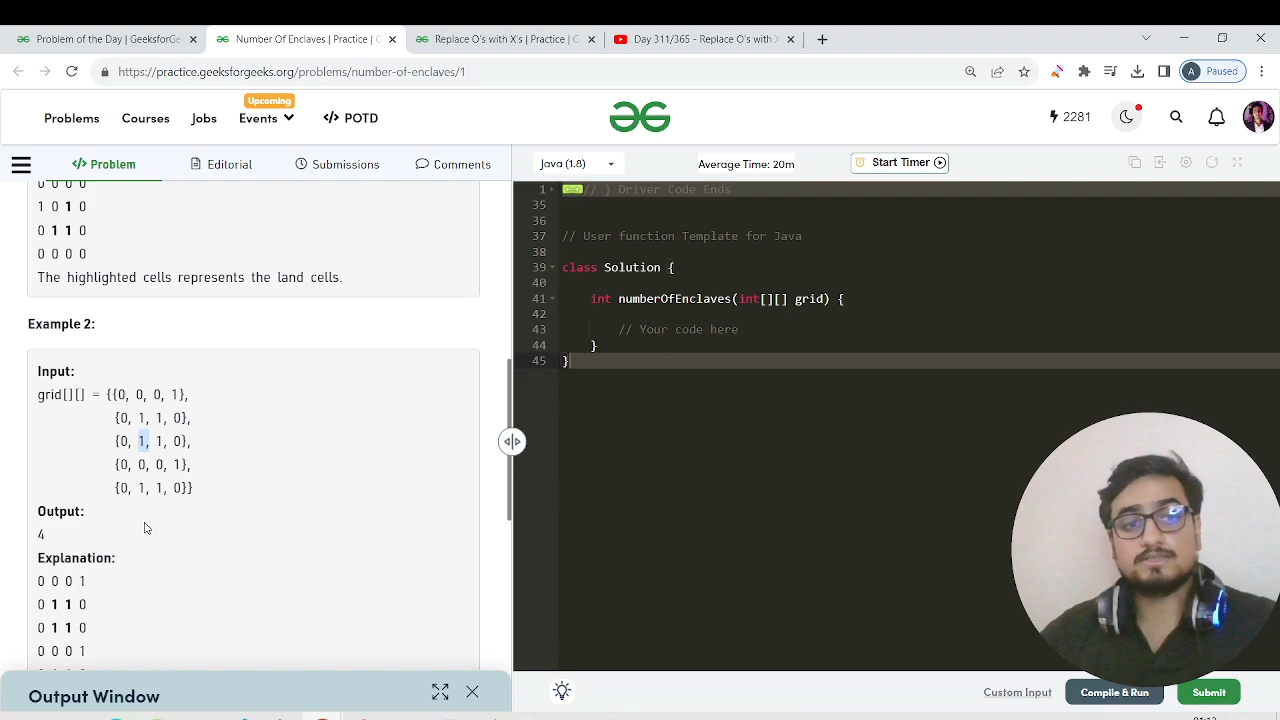 Problem of the Day | GeeksforGe
Number Of Enclaves | Practice |
Replace O's with X's | Practice | G
Day 311/365 - Replace O's with X
https://practice.geeksforgeeks.org/problems/number-of-enclaves/1
A Paused
Problems
Courses
Jobs
Upcoming
Events
</> POTD
2281
</> Problem
Editorial
Submissions
Comments
Java (1.8)
Average Time: 20m
Start Timer
0 0 0 0
1 0 1 0
0 1 1 0
0 0 0 0
The highlighted cells represents the land cells.
Example 2:
Input:
grid[][] = {{0, 0, 0, 1},
{0, 1, 1, 0},
{0, 1, 1, 0},
{0, 0, 0, 1},
{0, 1, 1, 0}}
Output:
4
Explanation:
0 0 0 1
0 1 1 0
0 1 1 0
0 0 0 1
Output Window
1 // } Driver Code Ends
35
36
37 // User function Template for Java
38
39 class Solution {
40
41 int numberOfEnclaves(int[][] grid) {
42
43 // Your code here
44 }
45 }
Custom Input
Compile & Run
Submit